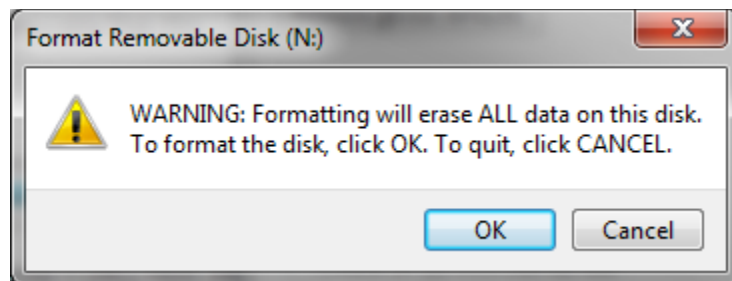 Format Removable Disk (N:)
WARNING: Formatting will erase ALL data on this disk.
To format the disk, click OK. To quit, click CANCEL.
OK
Cancel